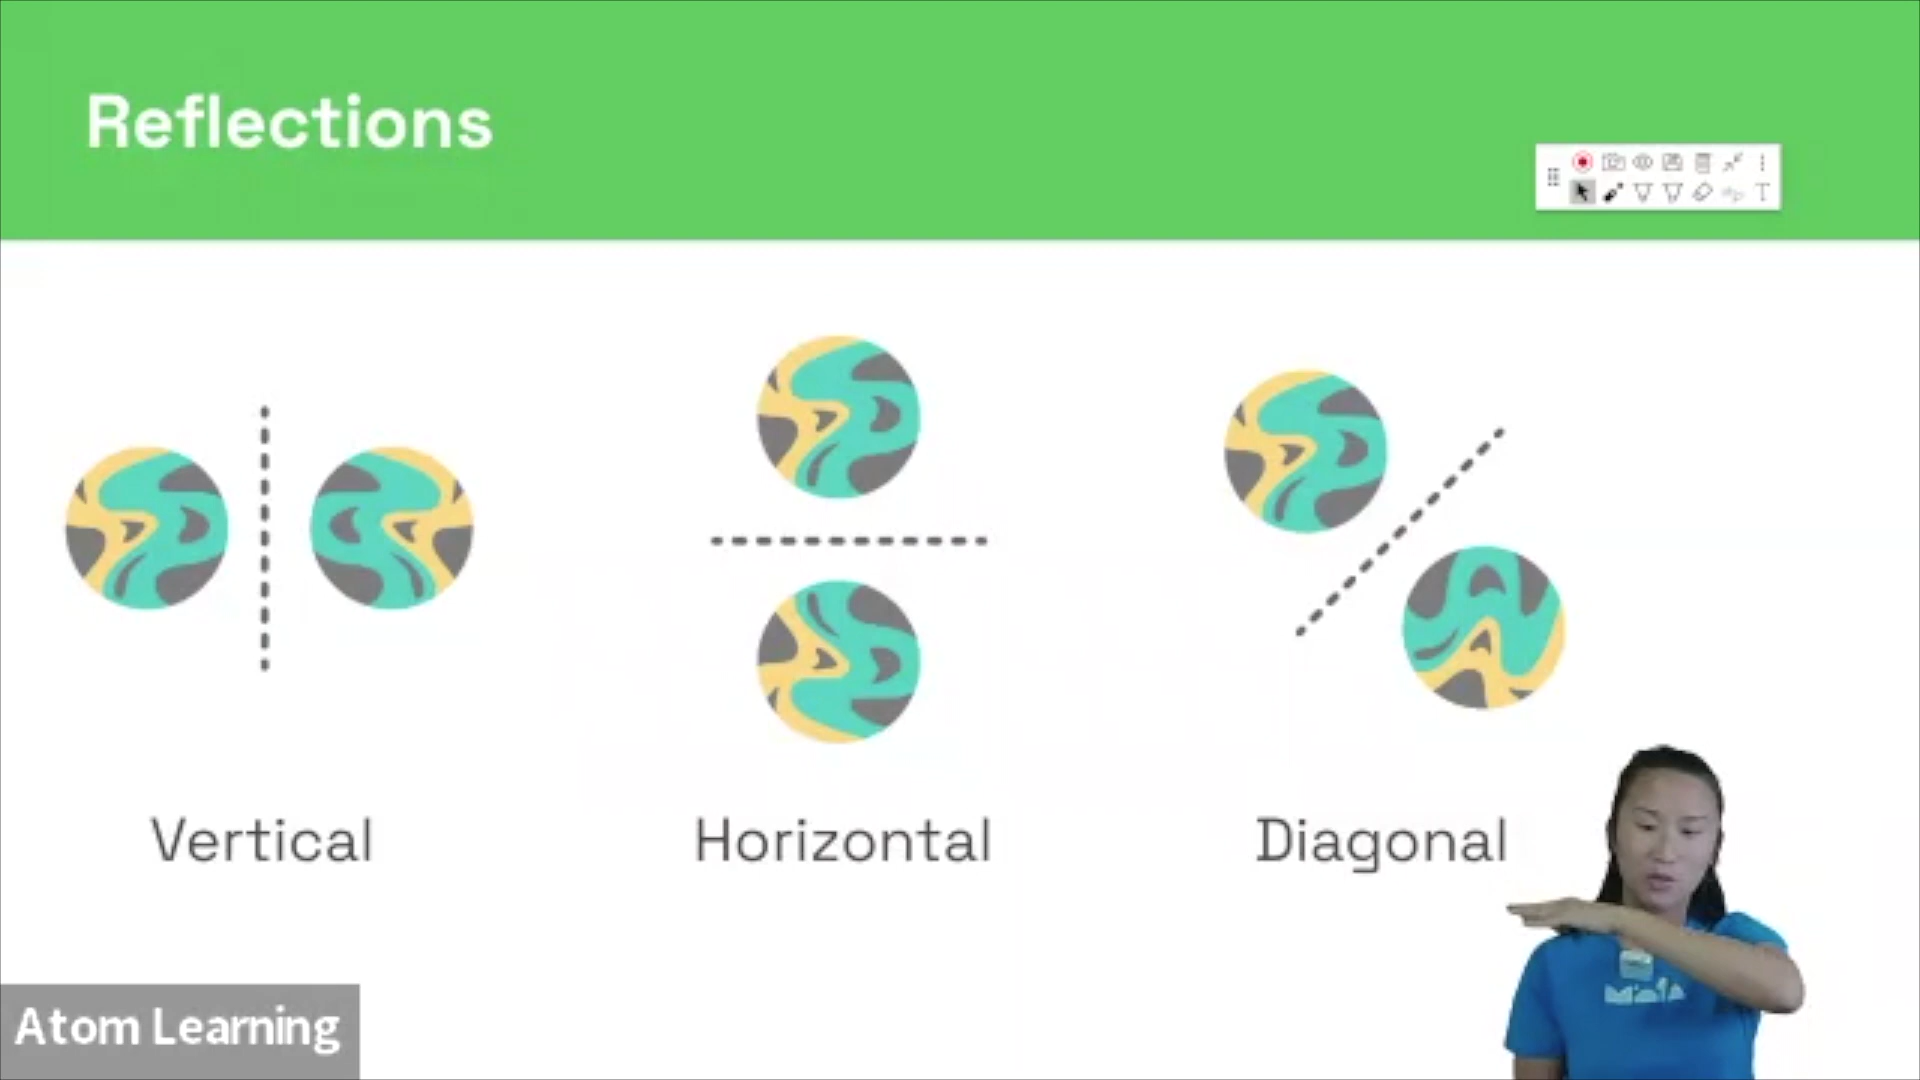 Reflections
T
Vertical
Horizontal
Diagonal
Atom Learning